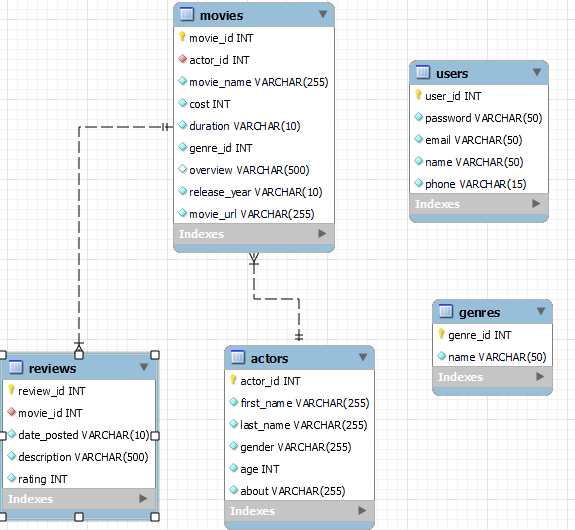 movies
movie_id INT
actor_id INT
movie_name VARCHAR(255)
cost INT
duration VARCHAR(10)
genre_id INT
overview VARCHAR(500)
release_year VARCHAR(10)
movie_url VARCHAR(255)
Indexes
users
user_id INT
password VARCHAR(50)
email VARCHAR(50)
name VARCHAR(50)
phone VARCHAR(15)
Indexes
genres
genre_id INT
name VARCHAR(50)
Indexes
reviews
review_id INT
movie_id INT
date_posted VARCHAR(10)
description VARCHAR(500)
rating INT
Indexes
actors
actor_id INT
first_name VARCHAR(255)
last_name VARCHAR(255)
gender VARCHAR(255)
age INT
about VARCHAR(255)
Indexes